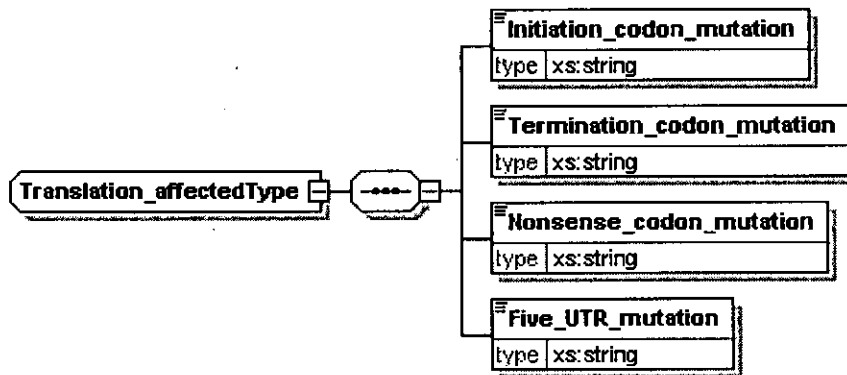 Initiation_codon_mutation
type xs:string
Termination_codon_mutation
type xs:string
Translation_affectedType
Nonsense_codon_mutation
type xs:string
Five_UTR_mutation
type xs:string